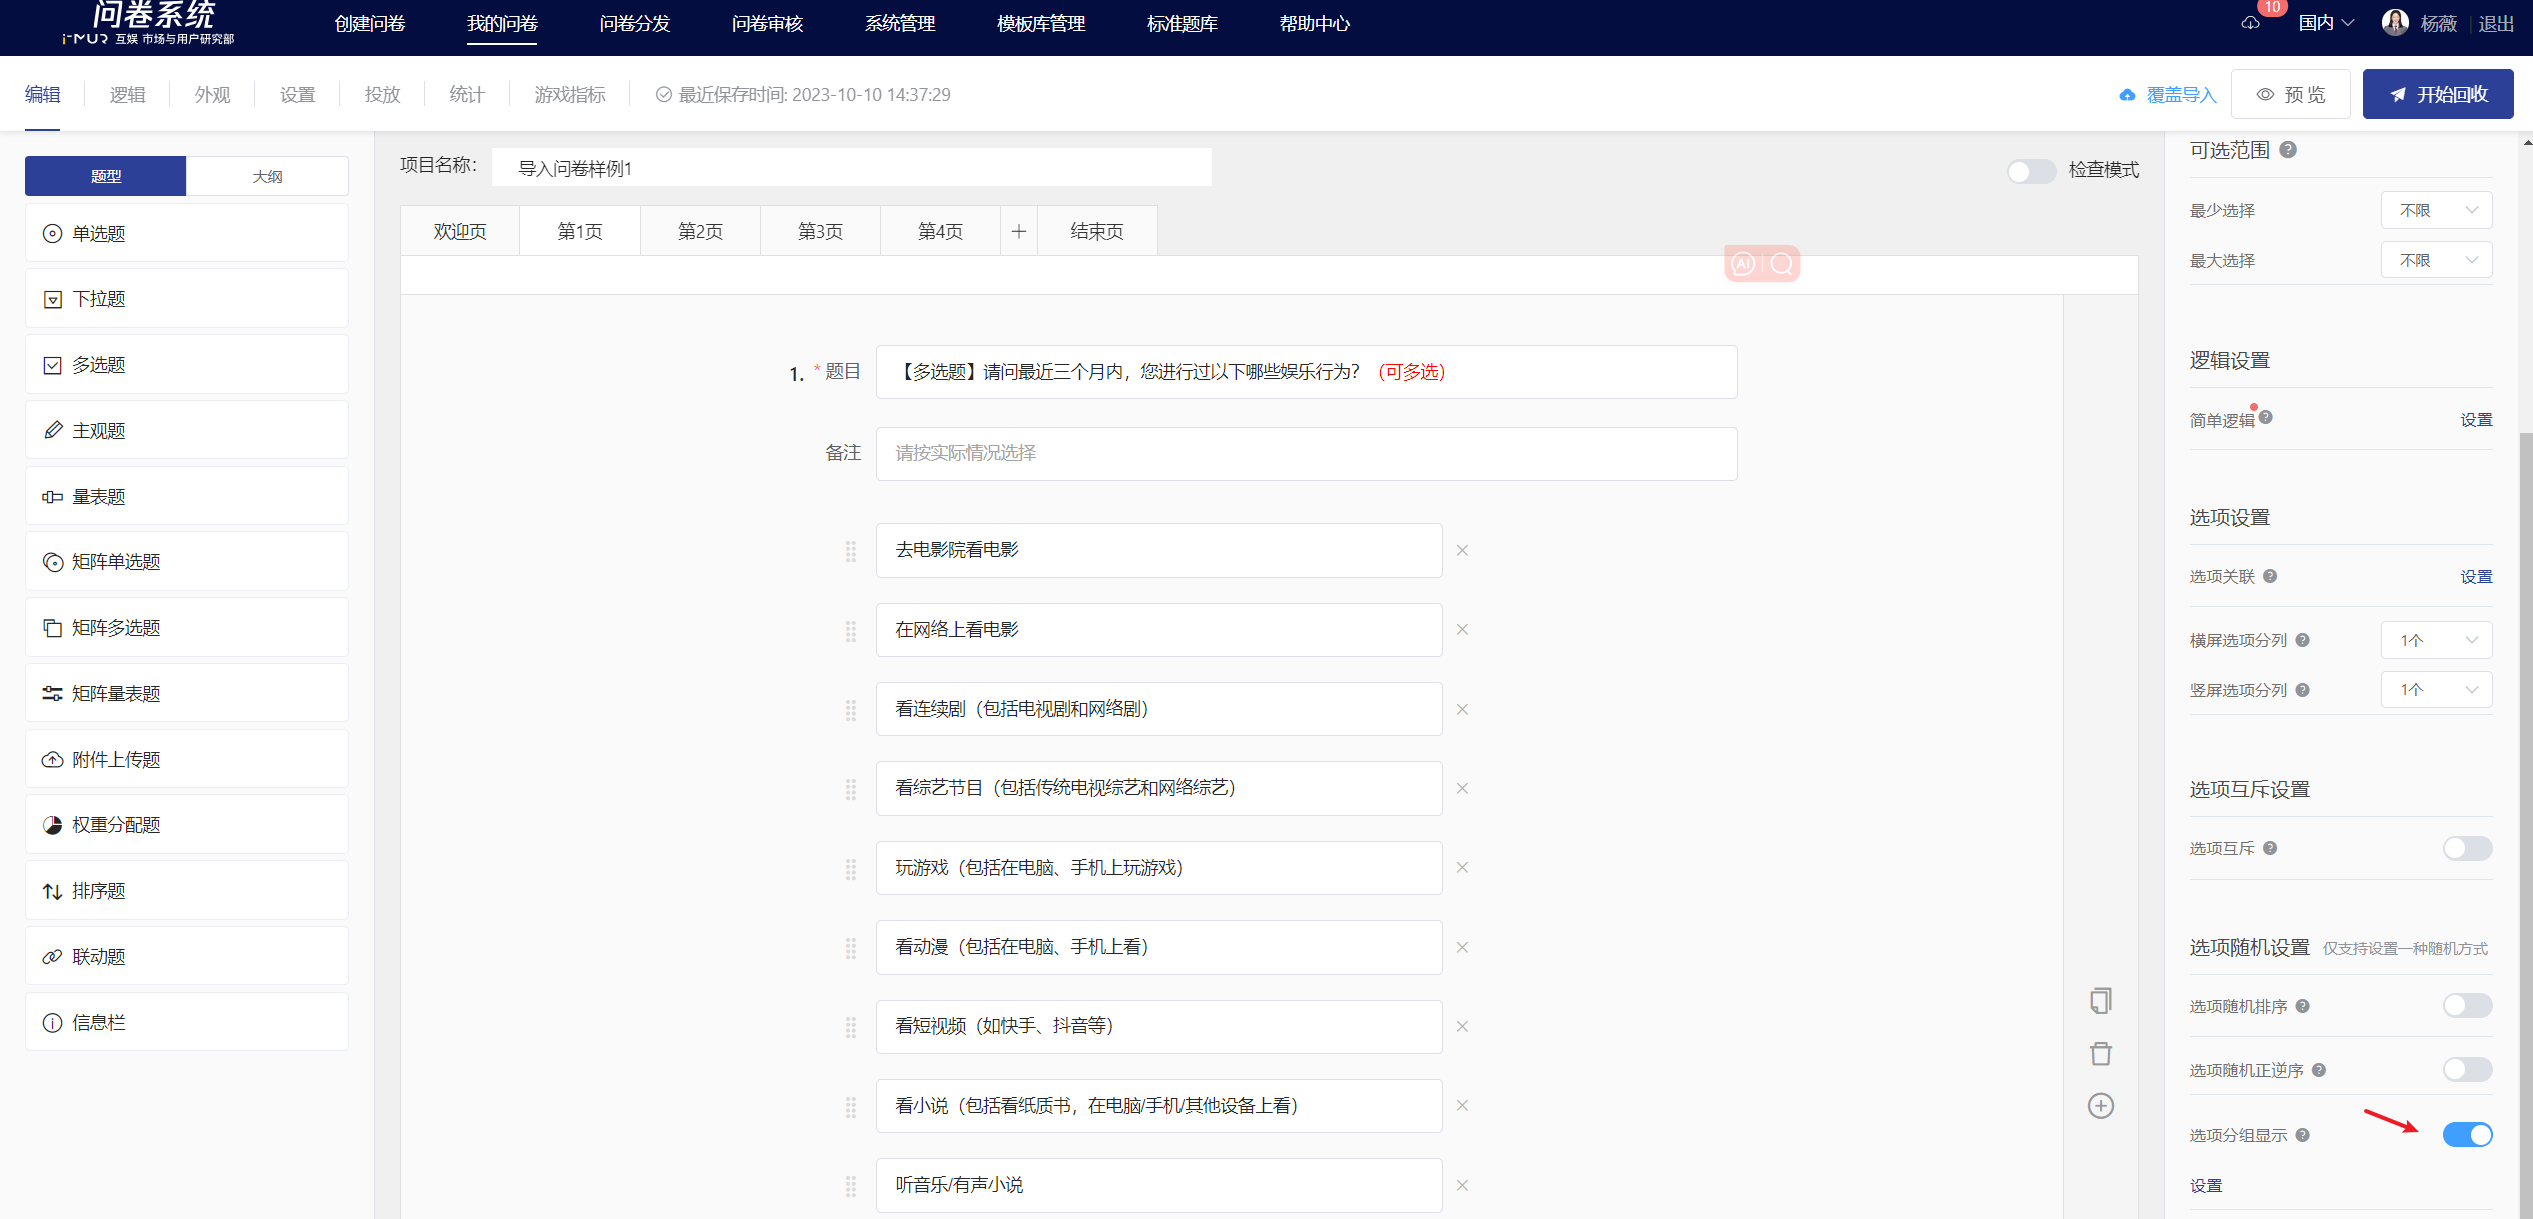 问卷系统
i-MUR 互娱 市场与用户研究部
创建问卷 我的问卷 问卷分发 问卷审核 系统管理 模板库管理 标准题库 帮助中心
10
国内 杨薇 退出
编辑 逻辑 外观 设置 投放 统计 游戏指标 最近保存时间: 2023-10-10 14:37:29
覆盖导入 预 览 开始回收
题型 大纲
单选题
下拉题
多选题
主观题
量表题
矩阵单选题
矩阵多选题
矩阵量表题
附件上传题
权重分配题
排序题
联动题
信息栏
项目名称: 导入问卷样例1
检查模式
欢迎页 第1页 第2页 第3页 第4页 + 结束页
AI
1. * 题目 【多选题】请问最近三个月内，您进行过以下哪些娱乐行为？（可多选）
备注 请按实际情况选择
去电影院看电影
在网络上看电影
看连续剧（包括电视剧和网络剧）
看综艺节目（包括传统电视综艺和网络综艺）
玩游戏（包括在电脑、手机上玩游戏）
看动漫（包括在电脑、手机上看）
看短视频（如快手、抖音等）
看小说（包括看纸质书，在电脑/手机/其他设备上看）
听音乐/有声小说
可选范围
最少选择 不限
最大选择 不限
逻辑设置
简单逻辑 设置
选项设置
选项关联 设置
横屏选项分列 1个
竖屏选项分列 1个
选项互斥设置
选项互斥
选项随机设置 仅支持设置一种随机方式
选项随机排序
选项随机正逆序
选项分组显示
设置